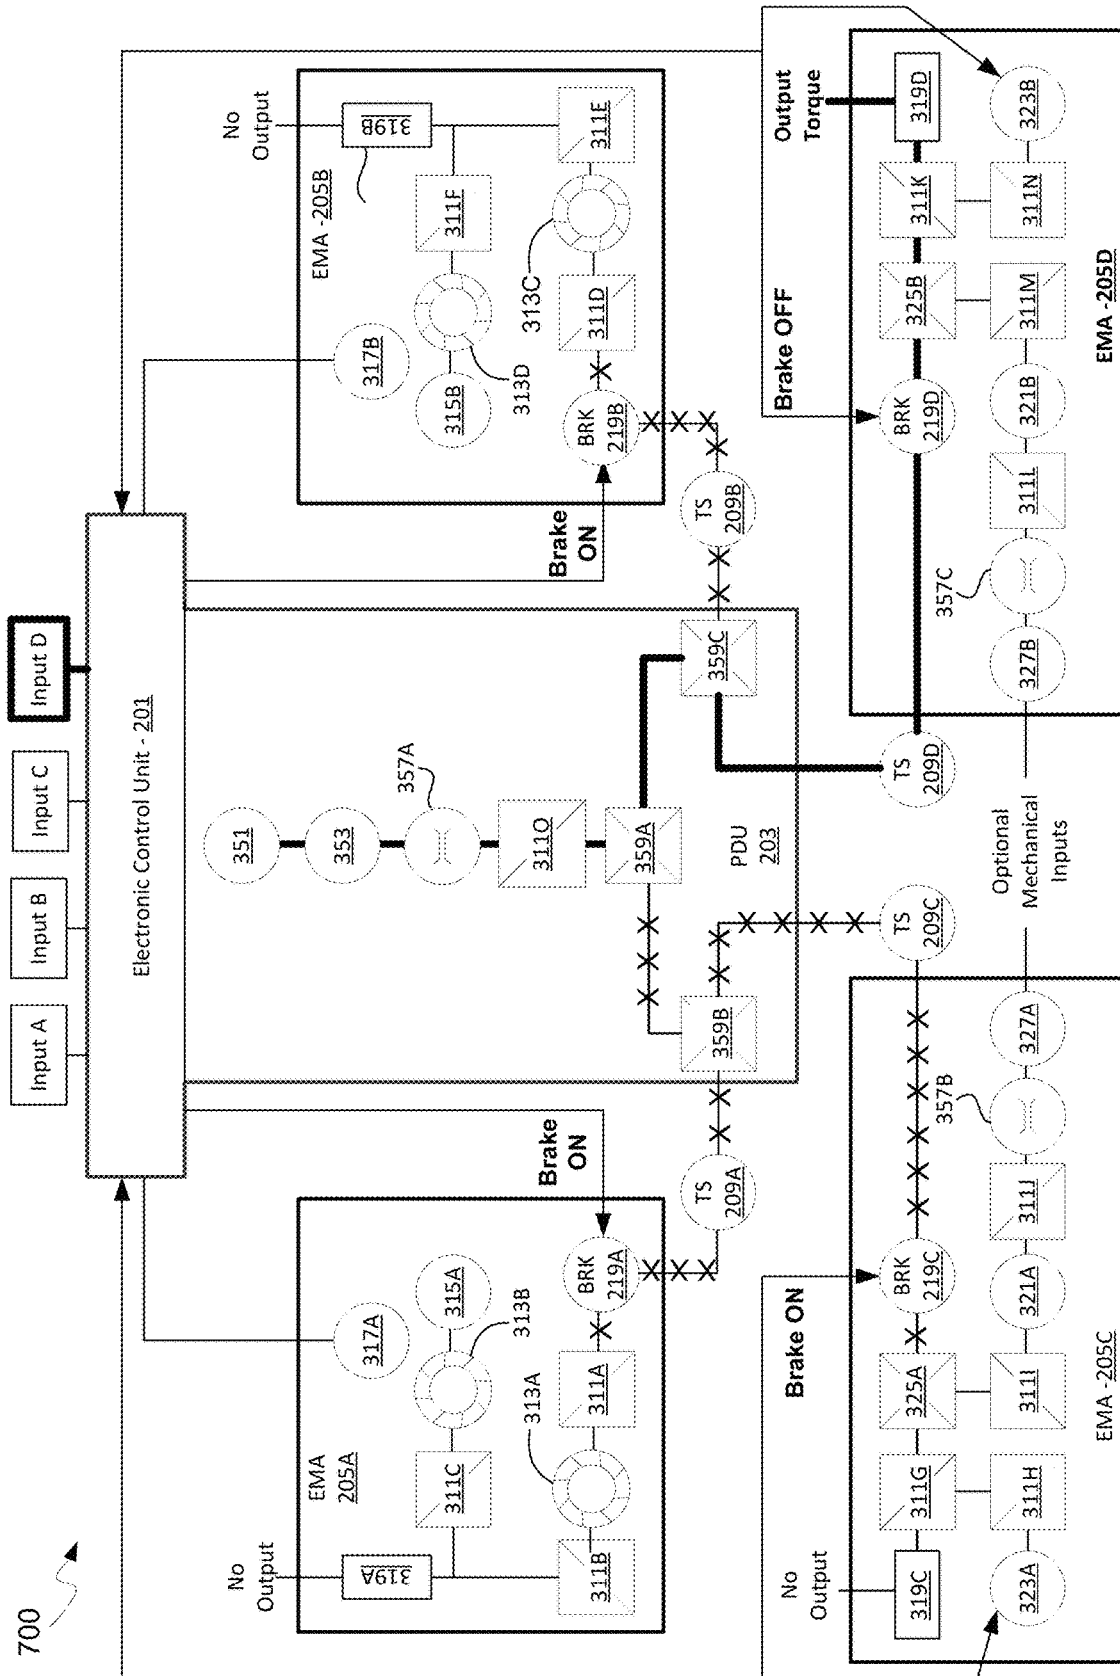 700
Input A
Input B
Input C
Input D
Electronic Control Unit - 201
No
Output
319A
EMA
205A
317A
311C
315A
313B
311B
313A
311A
BRK
219A
Brake
ON
TS
209A
351
353
357A
311O
359A
359B
359C
PDU
203
No
Output
319B
EMA -205B
317B
311F
315B
313D
311E
313C
311D
BRK
219B
Brake
ON
TS
209B
TS
209C
TS
209D
No
Output
319C
Brake ON
311G
325A
BRK
219C
323A
311H
311I
321A
311J
357B
327A
EMA -205C
Optional
Mechanical
Inputs
Output
Torque
319D
Brake OFF
311K
325B
BRK
219D
323B
311N
311M
321B
311L
357C
327B
EMA -205D